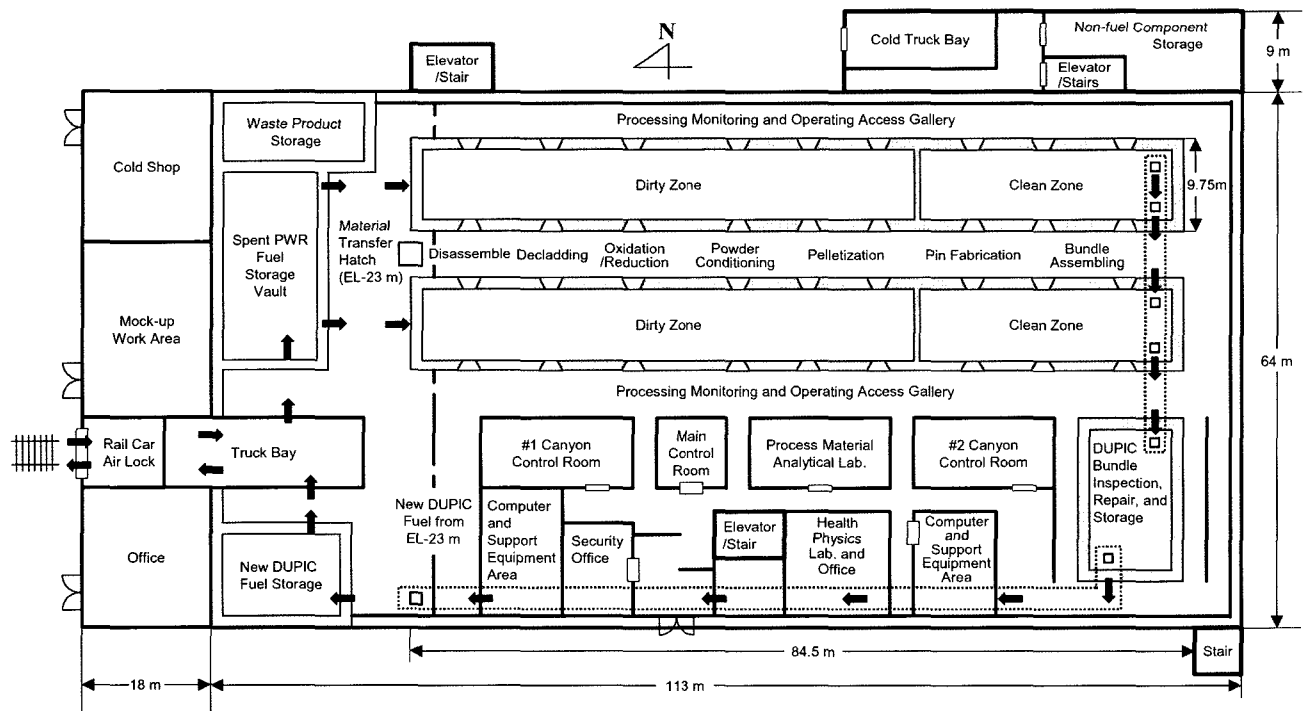 N
Cold Truck Bay
Non-fuel Component
Storage
9 m
Elevator
/Stair
Elevator
/Stairs
Waste Product
Storage
Processing Monitoring and Operating Access Gallery
Cold Shop
Dirty Zone
Clean Zone
9.75m
Spent PWR
Fuel
Storage
Vault
Material
Transfer
Hatch
(EL-23 m)
Disassemble
Decladding
Oxidation
/Reduction
Powder
Conditioning
Pelletization
Pin Fabrication
Bundle
Assembling
Mock-up
Work Area
Dirty Zone
Clean Zone
64 m
Processing Monitoring and Operating Access Gallery
Rail Car
Air Lock
Truck Bay
#1 Canyon
Control Room
Main
Control
Room
Process Material
Analytical Lab.
#2 Canyon
Control Room
DUPIC
Bundle
Inspection,
Repair, and
Storage
New DUPIC
Fuel from
EL-23 m
Computer
and
Support
Equipment
Area
Security
Office
Elevator
/Stair
Health
Physics
Lab. and
Office
Computer
and
Support
Equipment
Area
Office
New DUPIC
Fuel Storage
84.5 m
Stair
18 m
113 m